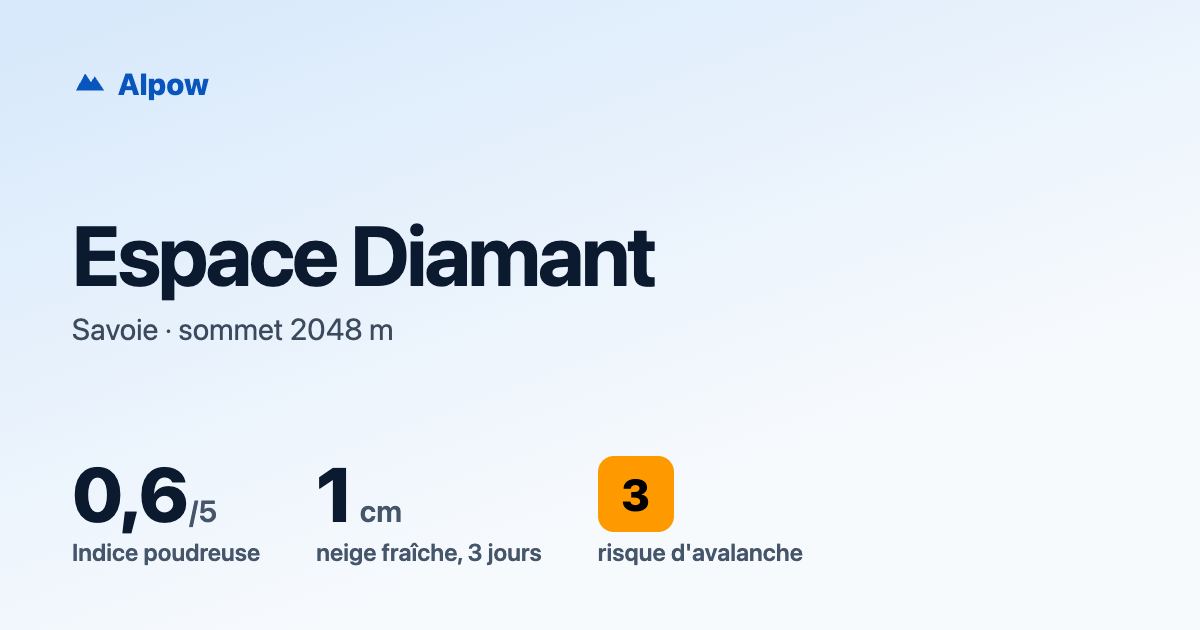 Alpow
Espace Diamant
Savoie · sommet 2048 m
0,6/5
Indice poudreuse
1 cm
neige fraîche, 3 jours
3
risque d'avalanche